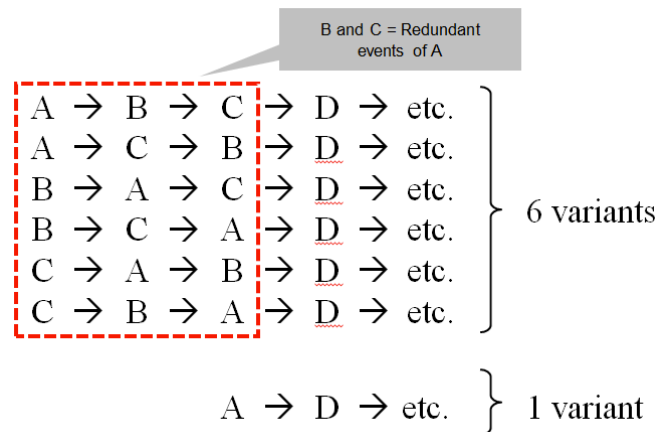 B and C = Redundant
events of A
A → B → C → D → etc.
A → C → B → D → etc.
B → A → C → D → etc.
B → C → A → D → etc.
C → A → B → D → etc.
C → B → A → D → etc.
6 variants
A → D → etc.
1 variant